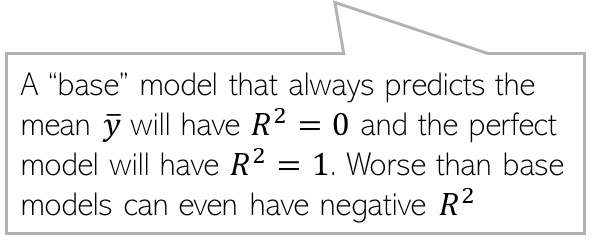 A “base” model that always predicts the
mean ȳ will have R² = 0 and the perfect
model will have R² = 1. Worse than base
models can even have negative R²